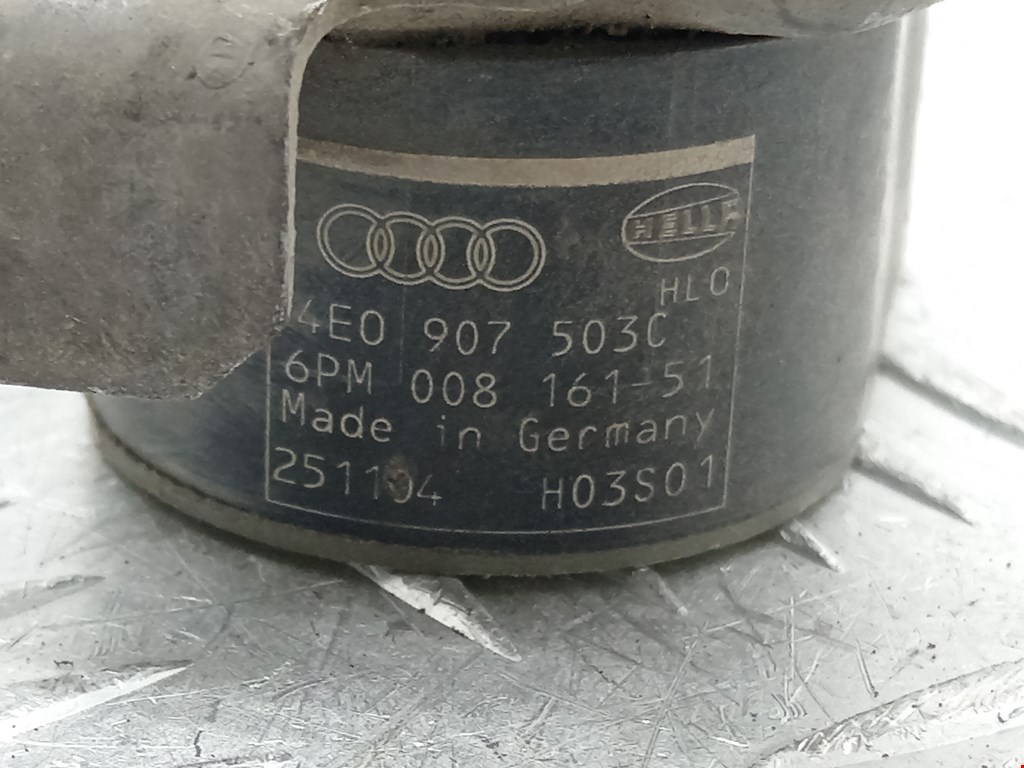 HELLA
HLO
4E0 907 503C
6PM 008 161-51
Made in Germany
251104 H03S01